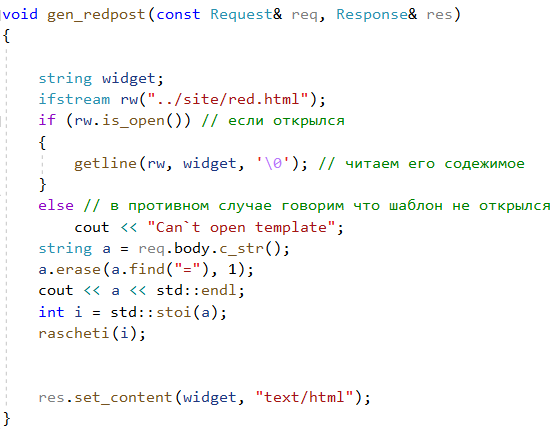 void gen_redpost(const Request& req, Response& res)
{
string widget;
ifstream rw("../site/red.html");
if (rw.is_open()) // если открылся
{
getline(rw, widget, '\0'); // читаем его содежимое
}
else // в противном случае говорим что шаблон не открылся
cout << "Can`t open template";
string a = req.body.c_str();
a.erase(a.find("="), 1);
cout << a << std::endl;
int i = std::stoi(a);
rascheti(i);
res.set_content(widget, "text/html");
}